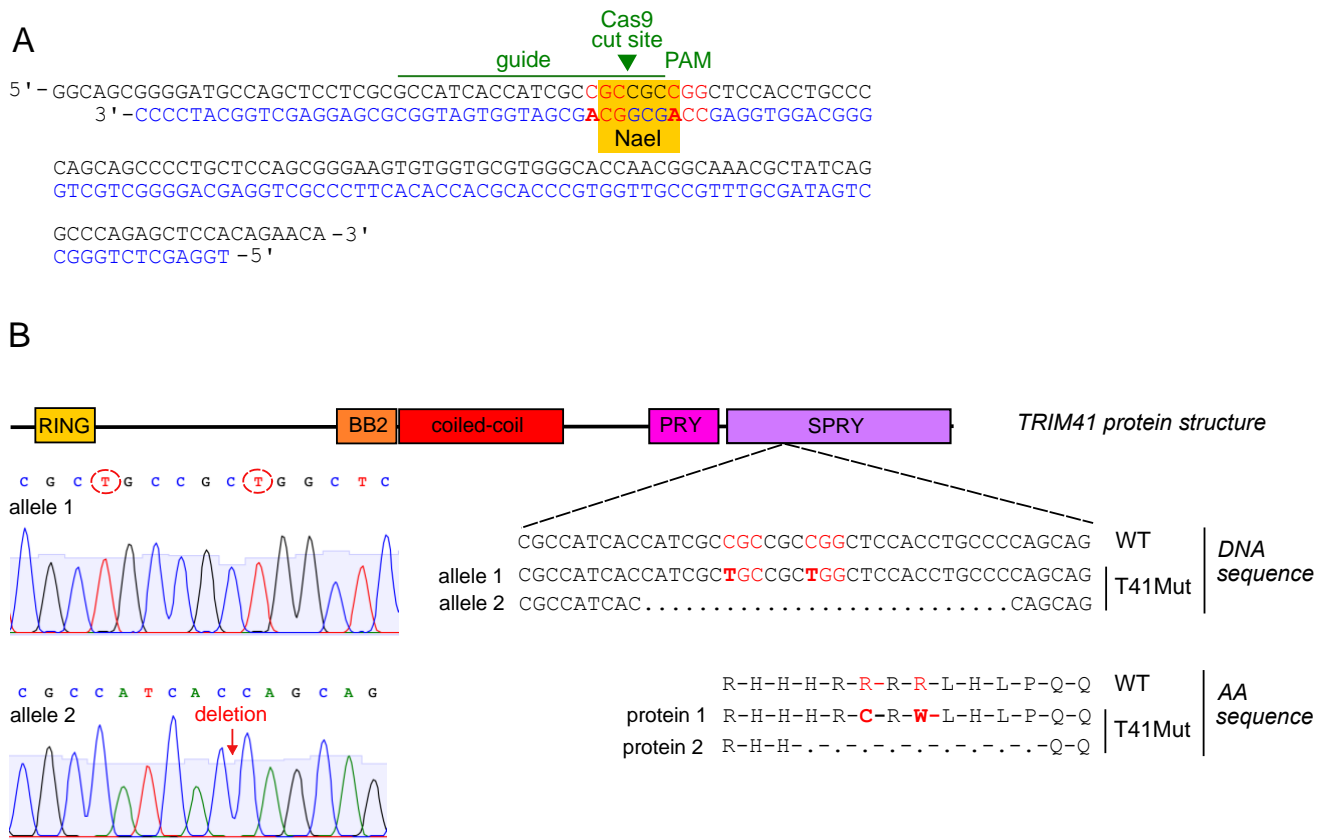 A
Cas9
cut site
guide
PAM
5'-GGCAGCGGGGATGCCAGCTCCTCGCGCCATCACCATCGCCGCCGCCGGCTCCACCTGCCC
3'-CCCCTACGGTCGAGGAGCGCGGTAGTGGTAGCGACGGCGACCGAGGTGGACGGG
NaeI
CAGCAGCCCCTGCTCCAGCGGGAAGTGTGGTGCGTGGGCACCAACGGCAAACGCTATCAG
GTCGTCGGGGACGAGGTCGCCCTTCACACCACGCACCCGTGGTTGCCGTTTGCGATAGTC
GCCCAGAGCTCCACAGAACA-3'
CGGGTCTCGAGGT-5'
B
RING
BB2
coiled-coil
PRY
SPRY
TRIM41 protein structure
C G C T G C C G C T G G C T C
allele 1
CGCCATCACCATCGCCGCCGCCGGCTCCACCTGCCCCAGCAG WT
allele 1 CGCCATCACCATCGCTGCCGCTGGCTCCACCTGCCCCAGCAG
allele 2 CGCCATCAC...........................CAGCAG
T41Mut
DNA
sequence
C G C C A T C A C C A G C A G
allele 2
deletion
R-H-H-H-R-R-R-R-L-H-L-P-Q-Q WT
protein 1 R-H-H-H-R-C-R-W-L-H-L-P-Q-Q
protein 2 R-H-H-.-.-.-.-.-.-.-.-.-Q-Q
T41Mut
AA
sequence